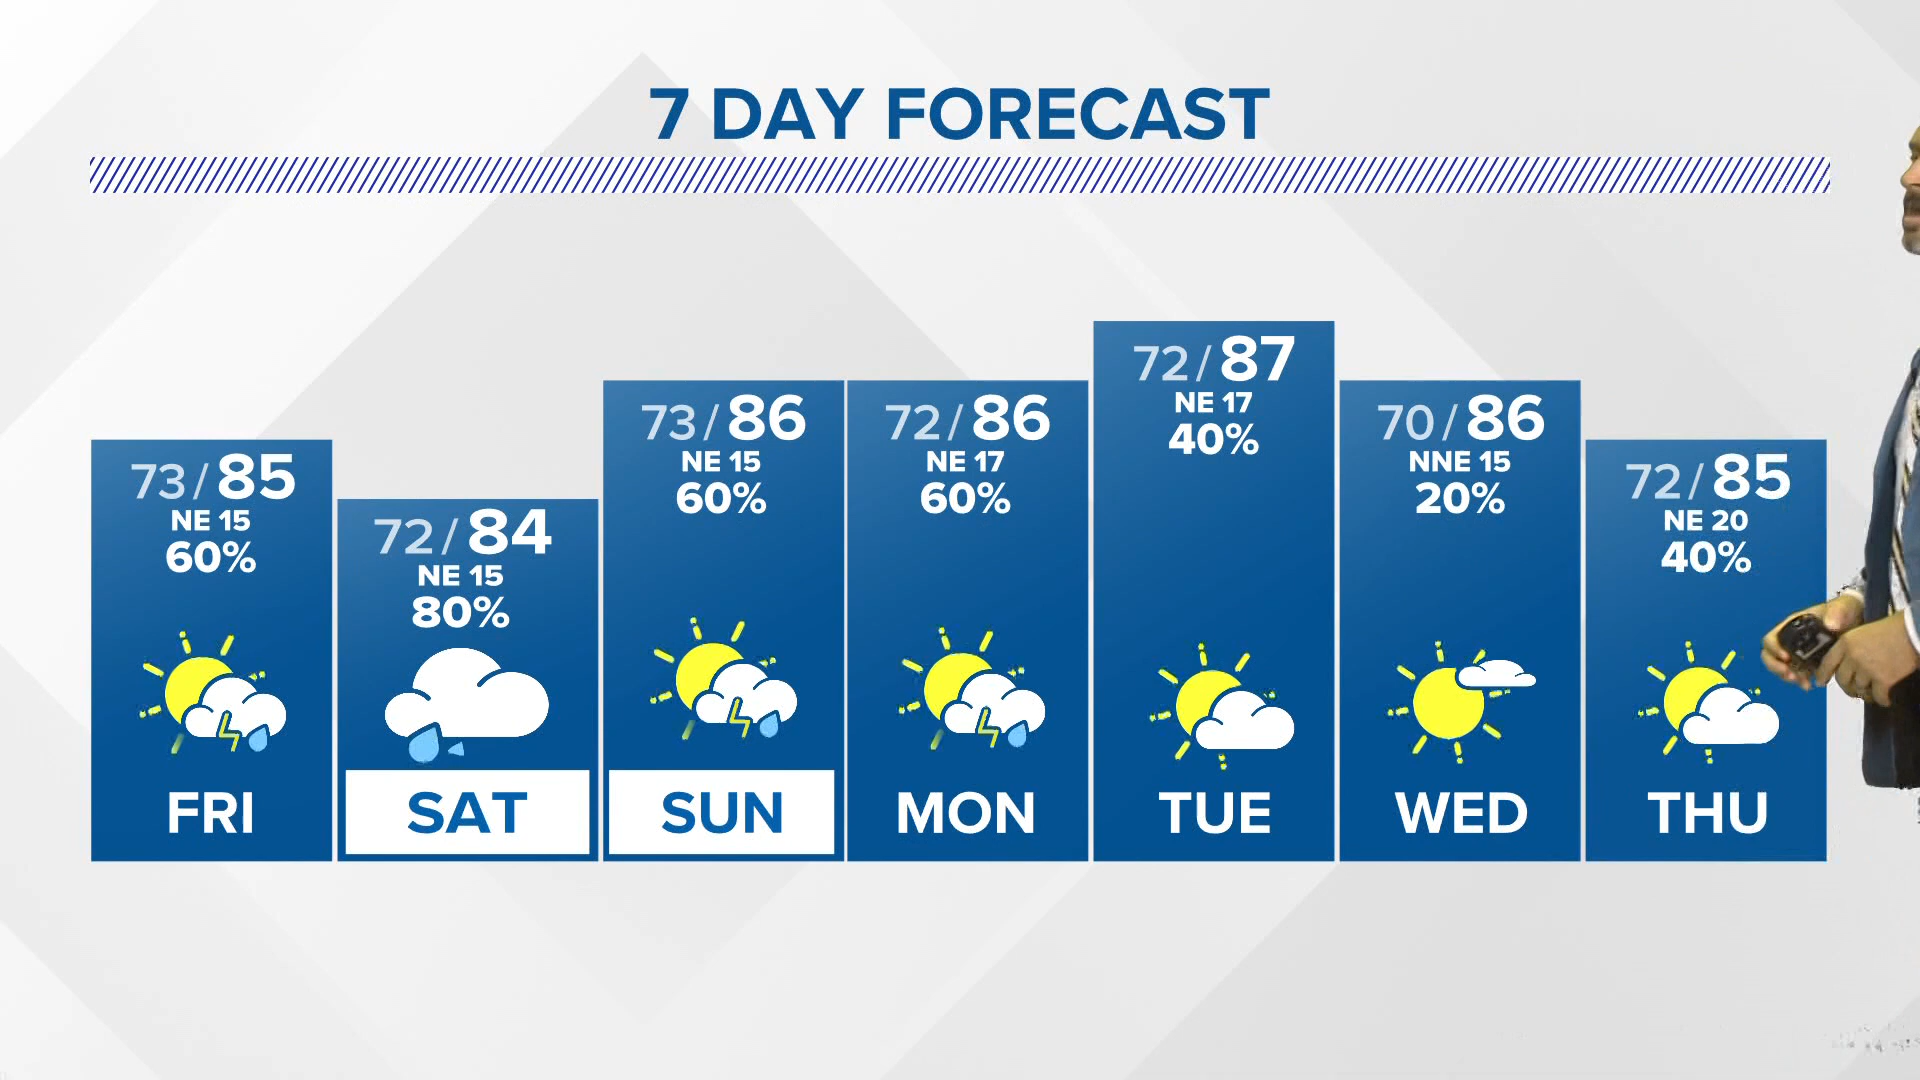 7 DAY FORECAST
73/85
NE 15
60%
FRI
72/84
NE 15
80%
SAT
73/86
NE 15
60%
SUN
72/86
NE 17
60%
MON
72/87
NE 17
40%
TUE
70/86
NNE 15
20%
WED
72/85
NE 20
40%
THU